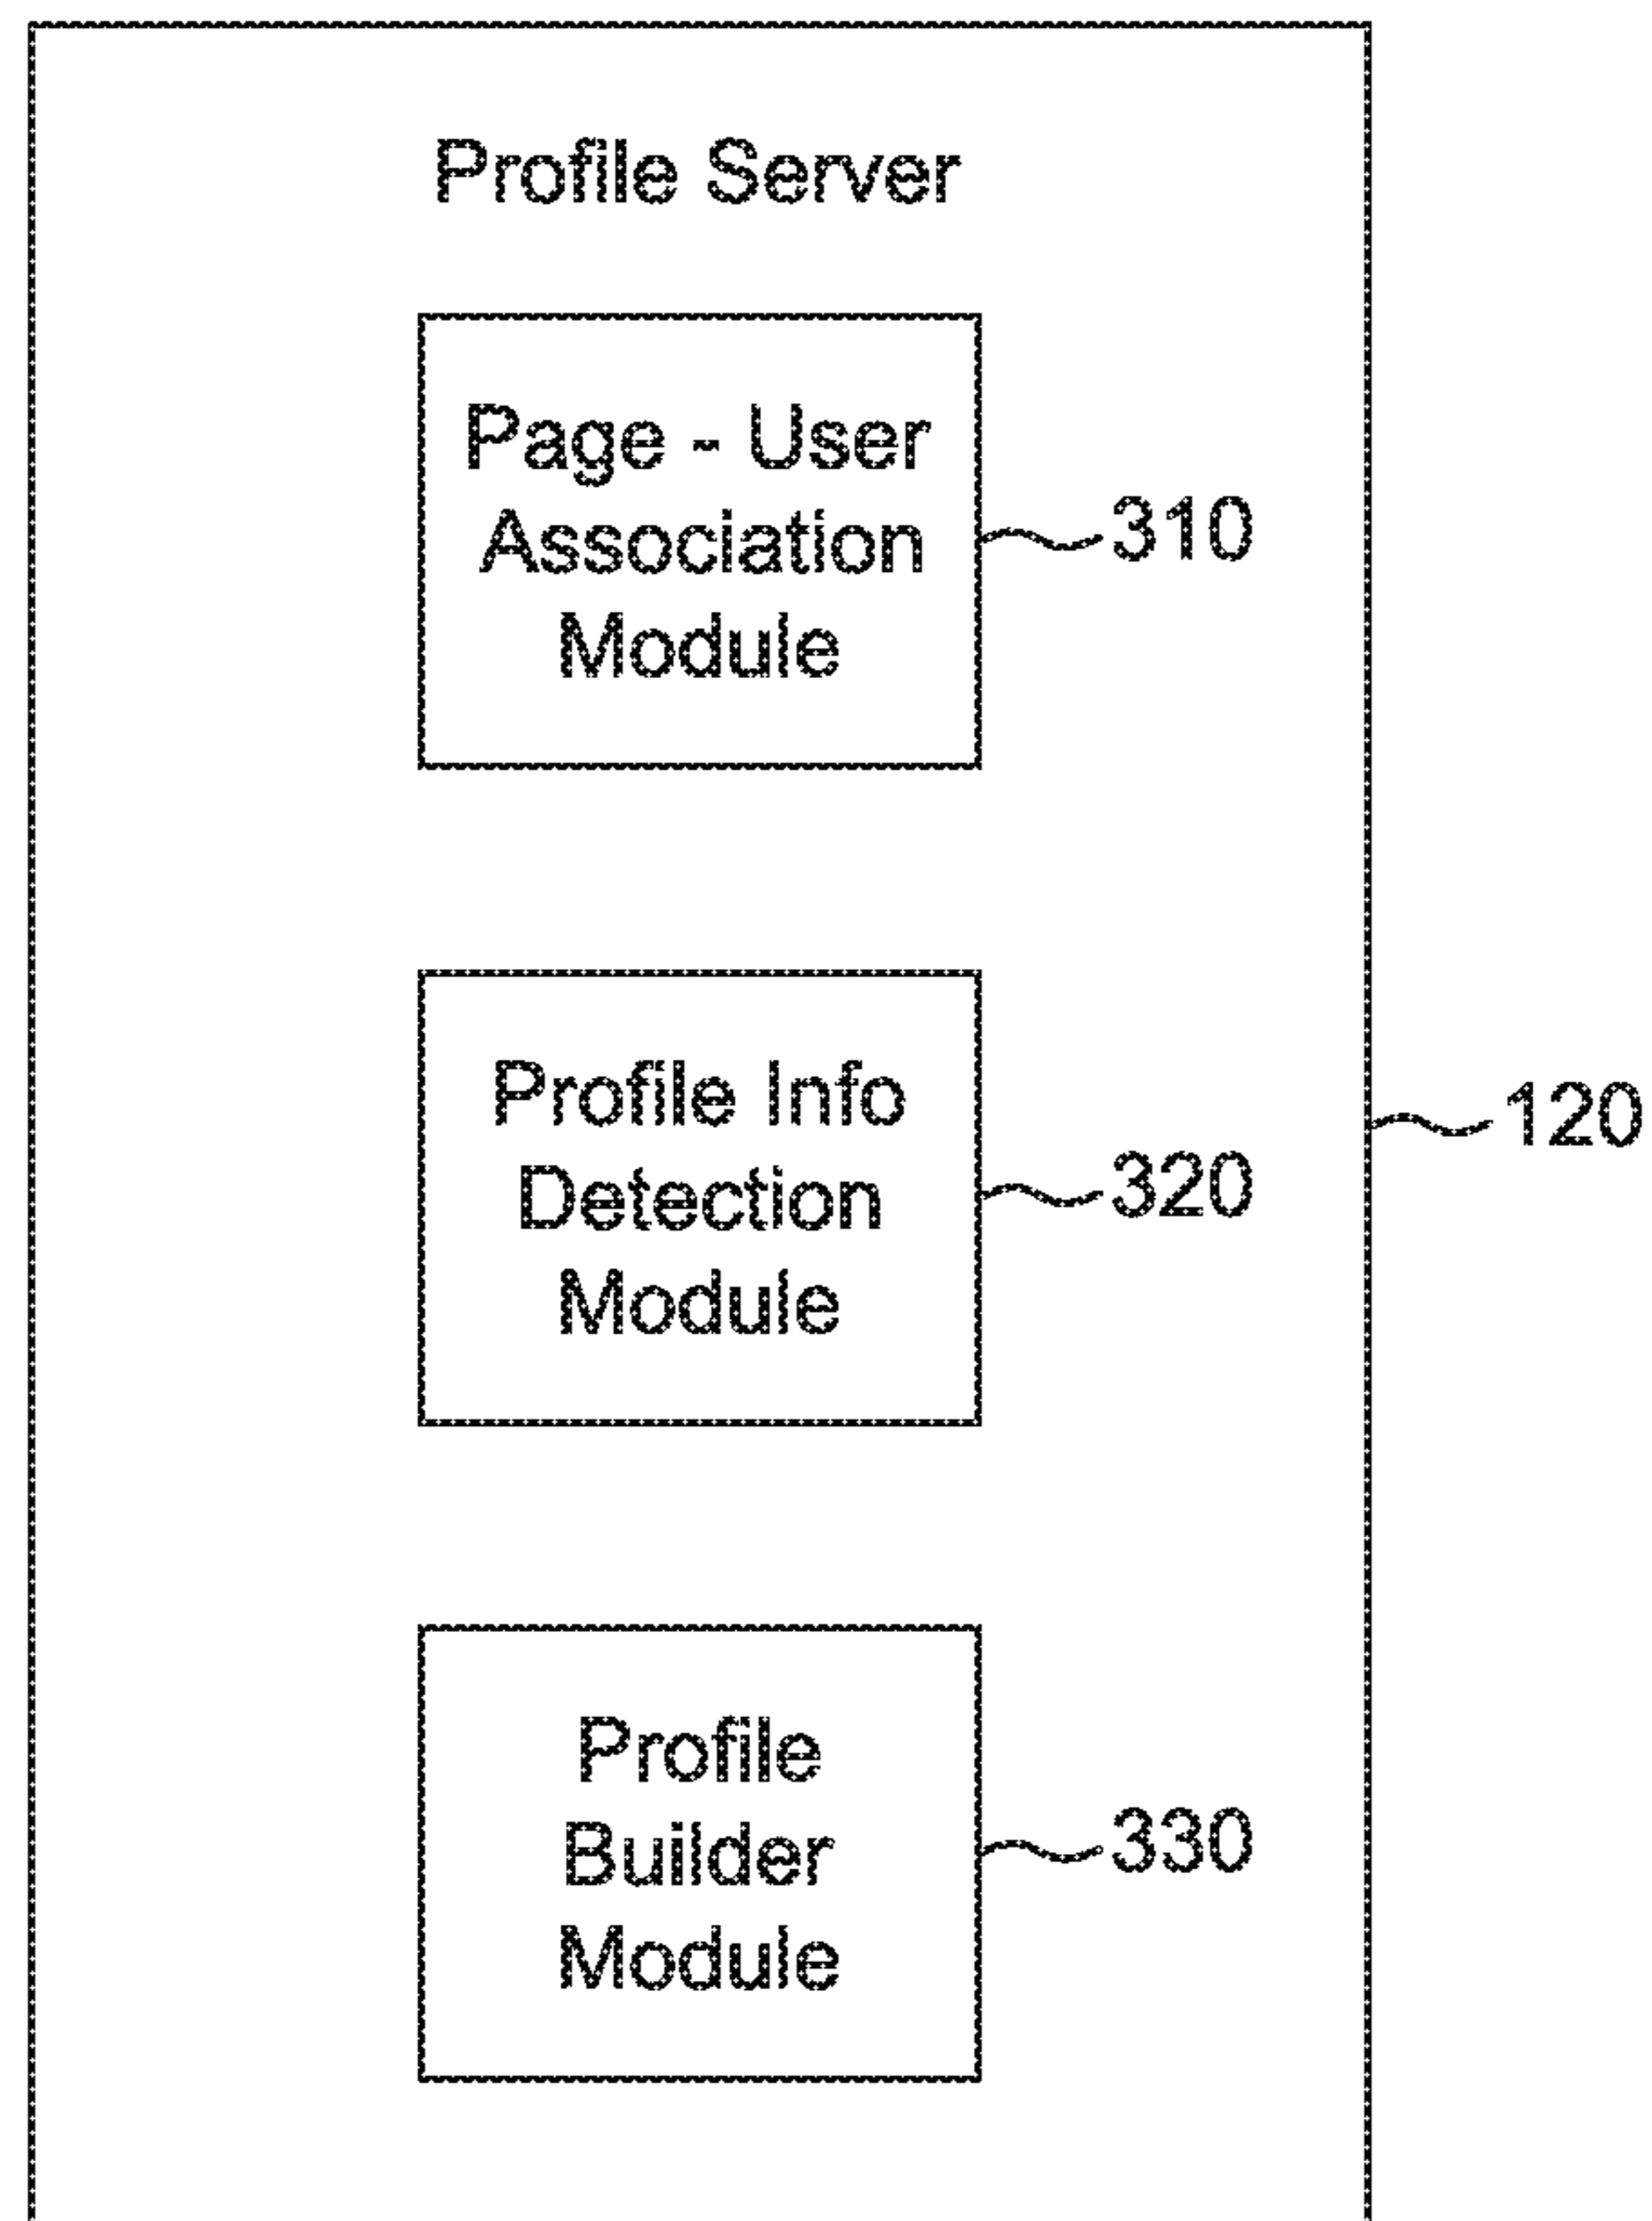 Profile Server
Page - User
Association
Module
310
Profile Info
Detection
Module
320
120
Profile
Builder
Module
330